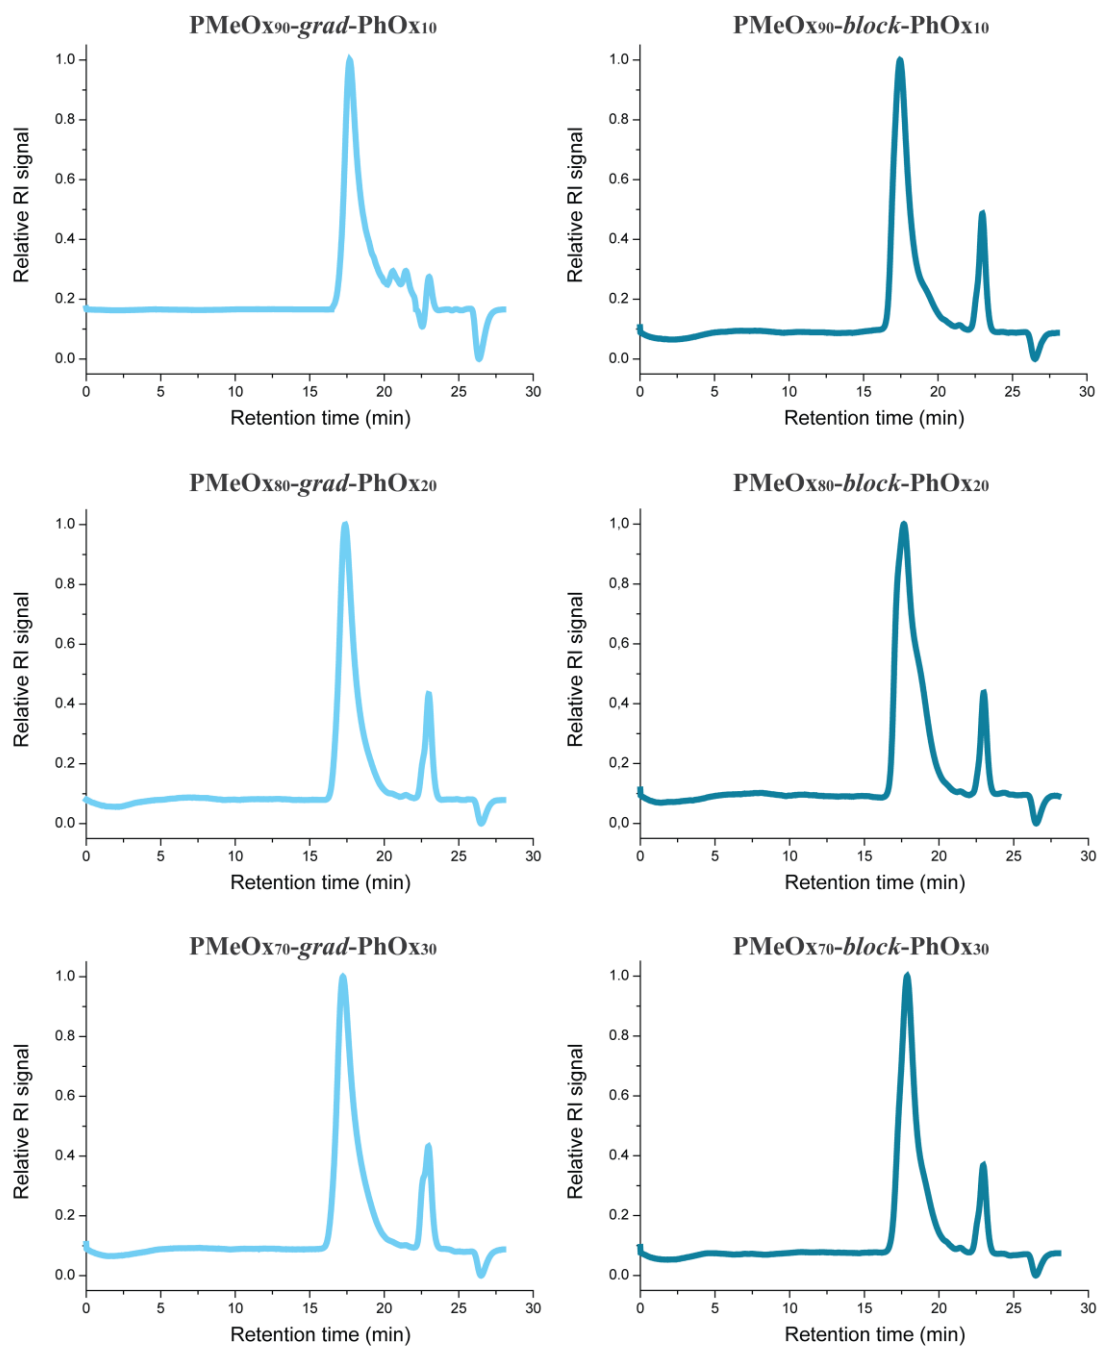 PMeOx90-grad-PhOx10
1.0
0.8
0.6
0.4
0.2
0.0
Relative RI signal
0 5 10 15 20 25 30
Retention time (min)
PMeOx90-block-PhOx10
1.0
0.8
0.6
0.4
0.2
0.0
Relative RI signal
0 5 10 15 20 25 30
Retention time (min)
PMeOx80-grad-PhOx20
1.0
0.8
0.6
0.4
0.2
0.0
Relative RI signal
0 5 10 15 20 25 30
Retention time (min)
PMeOx80-block-PhOx20
1,0
0,8
0,6
0.4
0.2
0.0
Relative RI signal
0 5 10 15 20 25 30
Retention time (min)
PMeOx70-grad-PhOx30
1.0
0.8
0.6
0.4
0.2
0.0
Relative RI signal
0 5 10 15 20 25 30
Retention time (min)
PMeOx70-block-PhOx30
1.0
0.8
0.6
0.4
0.2
0.0
Relative RI signal
0 5 10 15 20 25 30
Retention time (min)